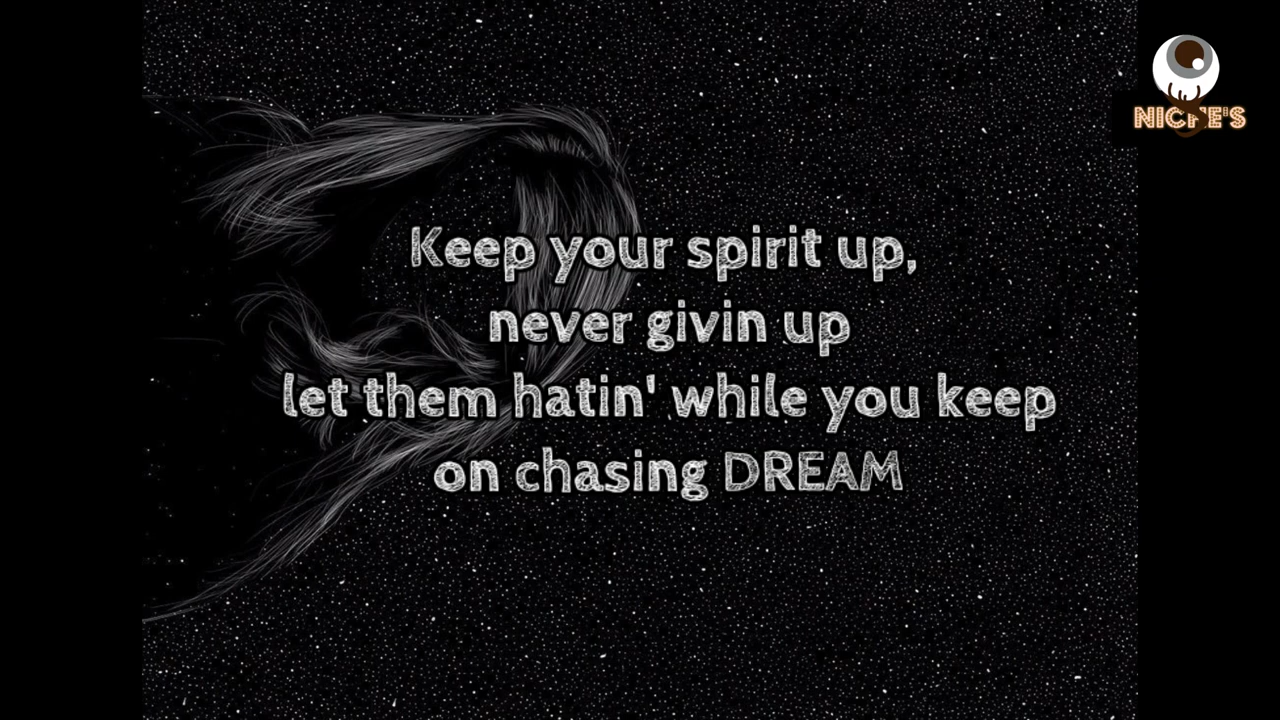 NICHE'S
Keep your spirit up,
never givin up
let them hatin' while you keep
on chasing DREAM